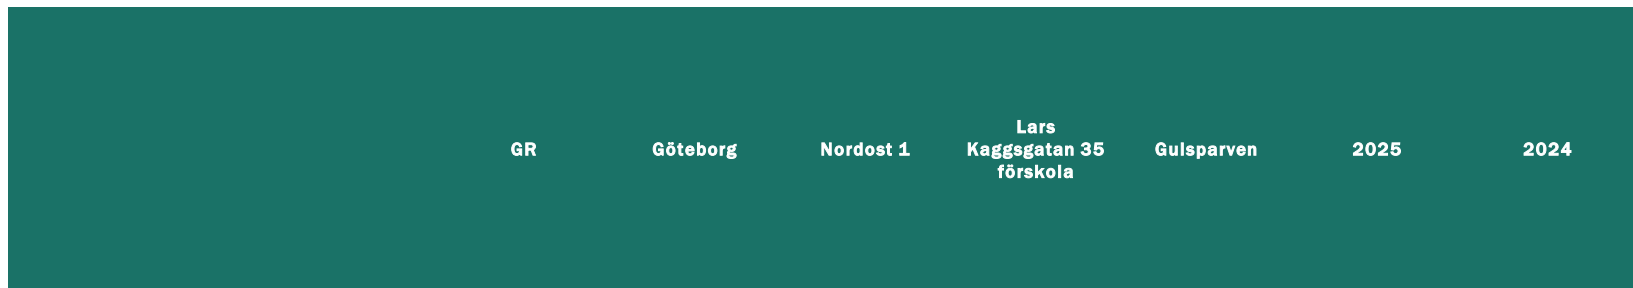 GR
Göteborg
Nordost 1
Lars
Kaggsgatan 35
förskola
Gulsparven
2025
2024